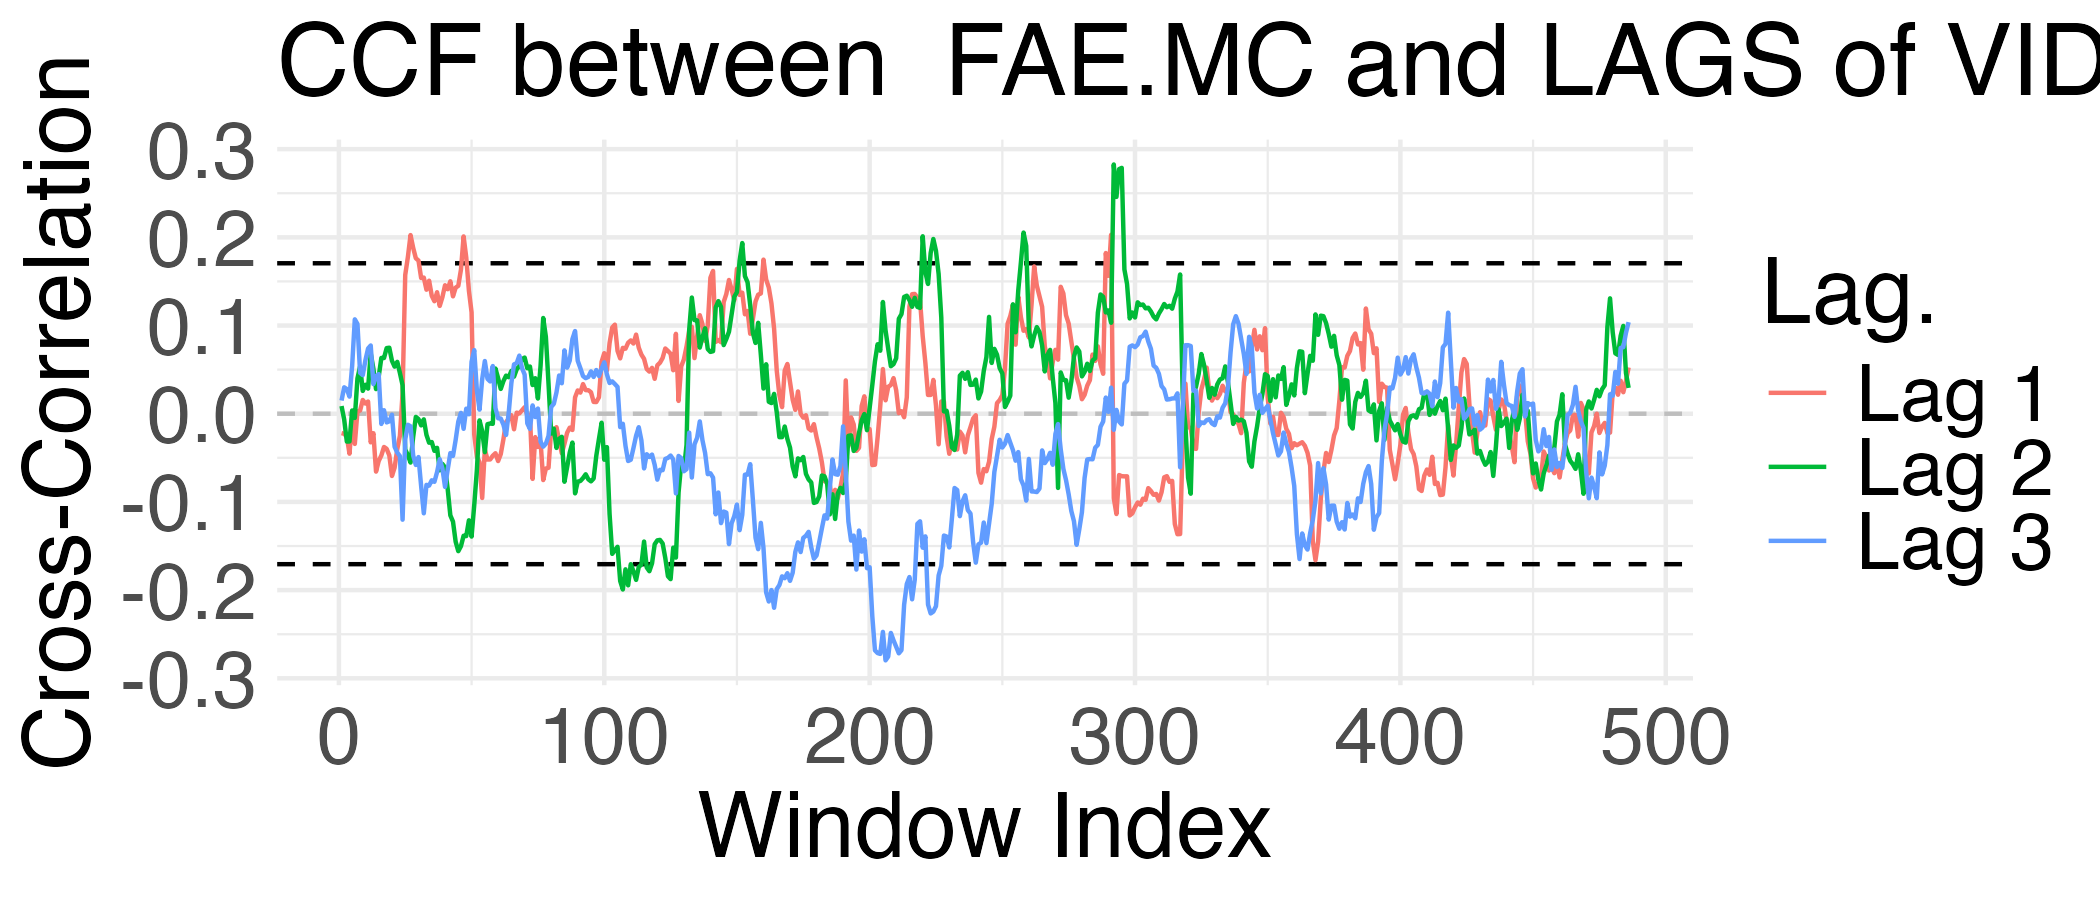 CCF between FAE.MC and LAGS of VID
Cross-Correlation
0.3
0.2
0.1
0.0
-0.1
-0.2
-0.3
0 100 200 300 400 500
Window Index
Lag.
Lag 1
Lag 2
Lag 3